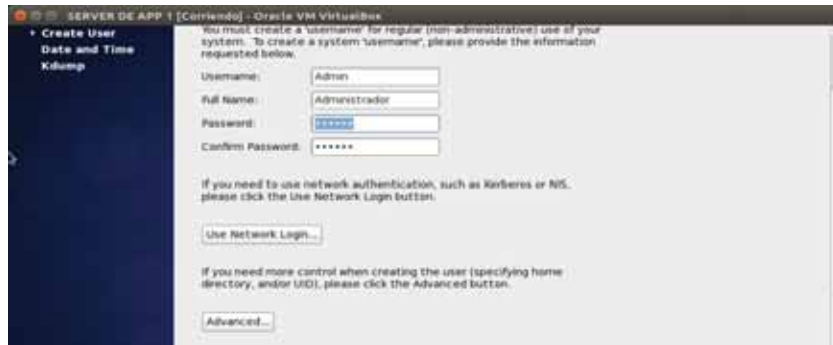 SERVER DE APP 1 [Corriendo] - Oracle VM VirtualBox
Create User
Date and Time
Kdump
You must create a 'username' for regular (non-administrative) use of your
system. To create a system 'username', please provide the information
requested below.
Username: Admin
Full Name: Administrador
Password: ••••••
Confirm Password: ••••••
If you need to use network authentication, such as Kerberos or NIS,
please click the Use Network Login button.
Use Network Login...
If you need more control when creating the user (specifying home
directory, and/or UID), please click the Advanced button.
Advanced...